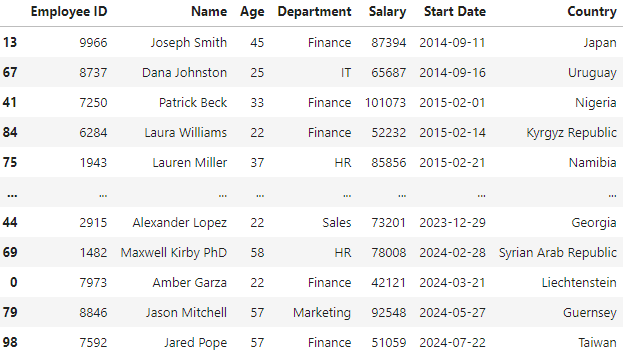 Employee ID Name Age Department Salary Start Date Country
13 9966 Joseph Smith 45 Finance 87394 2014-09-11 Japan
67 8737 Dana Johnston 25 IT 65687 2014-09-16 Uruguay
41 7250 Patrick Beck 33 Finance 101073 2015-02-01 Nigeria
84 6284 Laura Williams 22 Finance 52232 2015-02-14 Kyrgyz Republic
75 1943 Lauren Miller 37 HR 85856 2015-02-21 Namibia
... ... ... ... ... ... ... ...
44 2915 Alexander Lopez 22 Sales 73201 2023-12-29 Georgia
69 1482 Maxwell Kirby PhD 58 HR 78008 2024-02-28 Syrian Arab Republic
0 7973 Amber Garza 22 Finance 42121 2024-03-21 Liechtenstein
79 8846 Jason Mitchell 57 Marketing 92548 2024-05-27 Guernsey
98 7592 Jared Pope 57 Finance 51059 2024-07-22 Taiwan